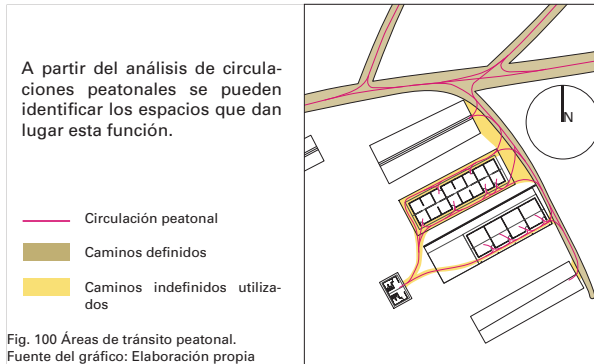 A partir del análisis de circula-
ciones peatonales se pueden
identificar los espacios que dan
lugar esta función.
Circulación peatonal
Caminos definidos
Caminos indefinidos utiliza-
dos
Fig. 100 Áreas de tránsito peatonal.
Fuente del gráfico: Elaboración propia
N